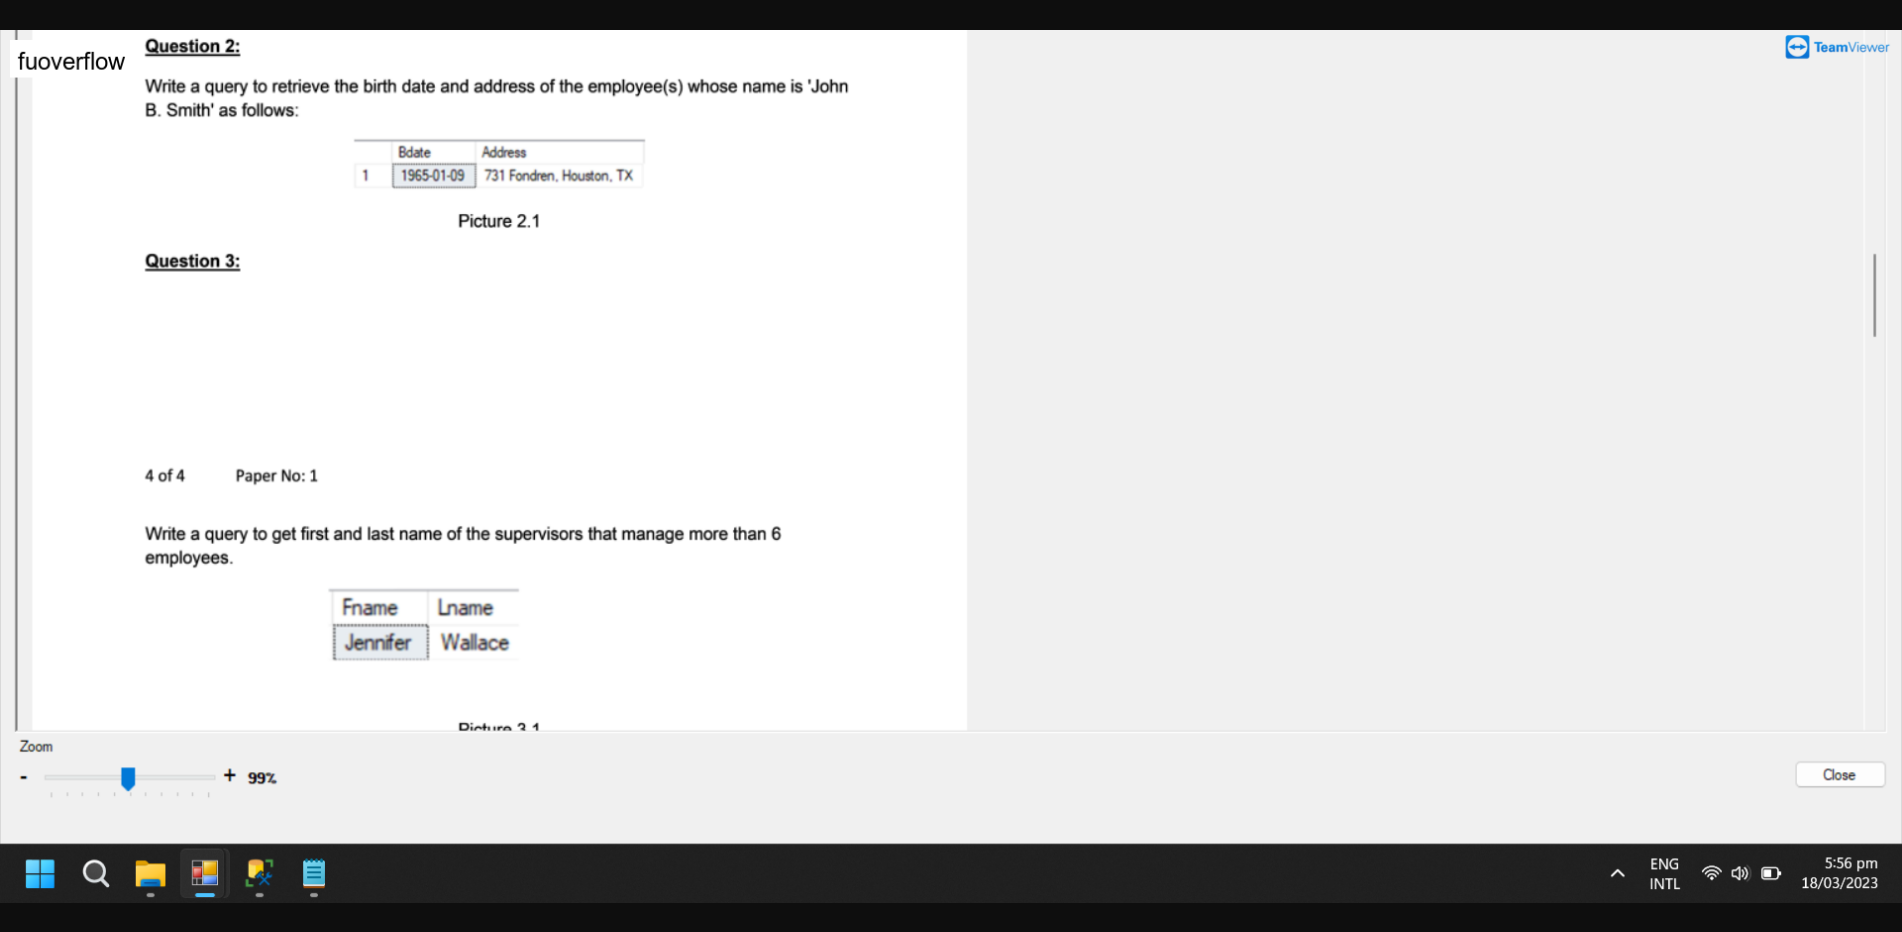 fuoverflow
TeamViewer
Question 2:
Write a query to retrieve the birth date and address of the employee(s) whose name is 'John
B. Smith' as follows:
Bdate Address
1 1965-01-09 731 Fondren, Houston, TX
Picture 2.1
Question 3:
4 of 4 Paper No: 1
Write a query to get first and last name of the supervisors that manage more than 6
employees.
Fname Lname
Jennifer Wallace
Picture 3.1
Zoom
- + 99%
Close
ENG
INTL
5:56 pm
18/03/2023